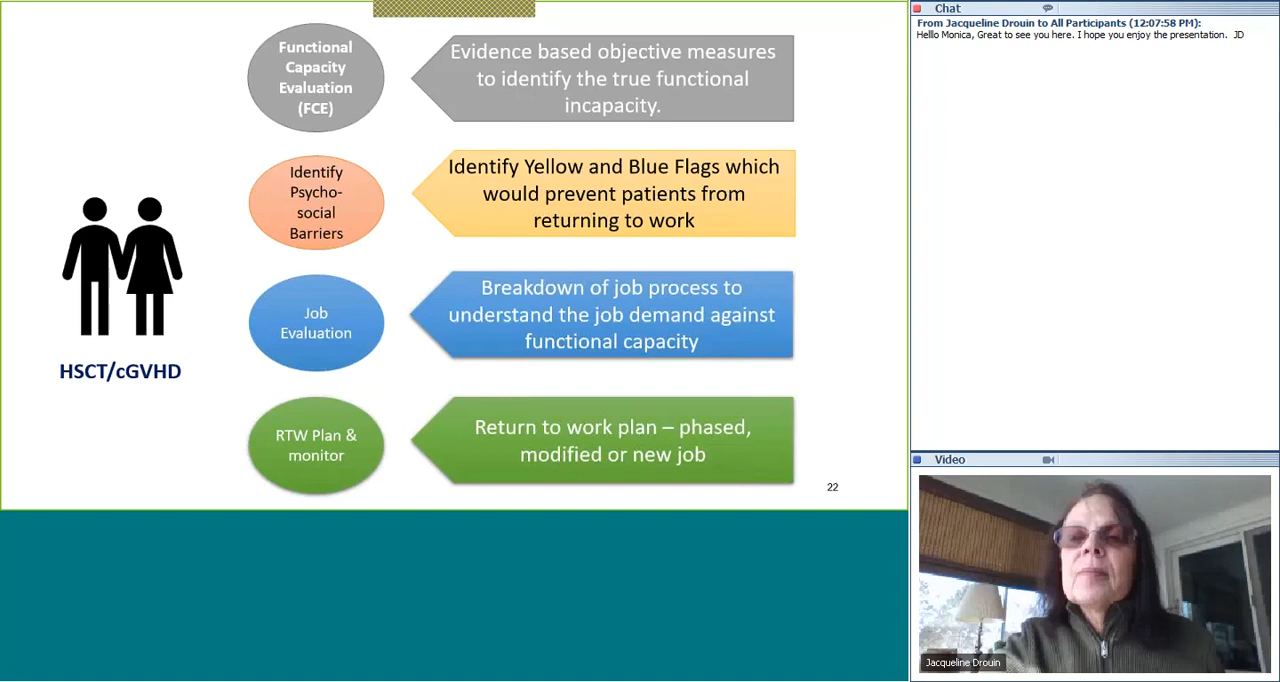 Functional
Capacity
Evaluation
(FCE)
Evidence based objective measures
to identify the true functional
incapacity.
Identify
Psycho-
social
Barriers
Identify Yellow and Blue Flags which
would prevent patients from
returning to work
Job
Evaluation
Breakdown of job process to
understand the job demand against
functional capacity
RTW Plan &
monitor
Return to work plan – phased,
modified or new job
HSCT/cGVHD
22
Chat
From Jacqueline Drouin to All Participants (12:07:58 PM):
Helllo Monica, Great to see you here. I hope you enjoy the presentation. JD
Video
Jacqueline Drouin